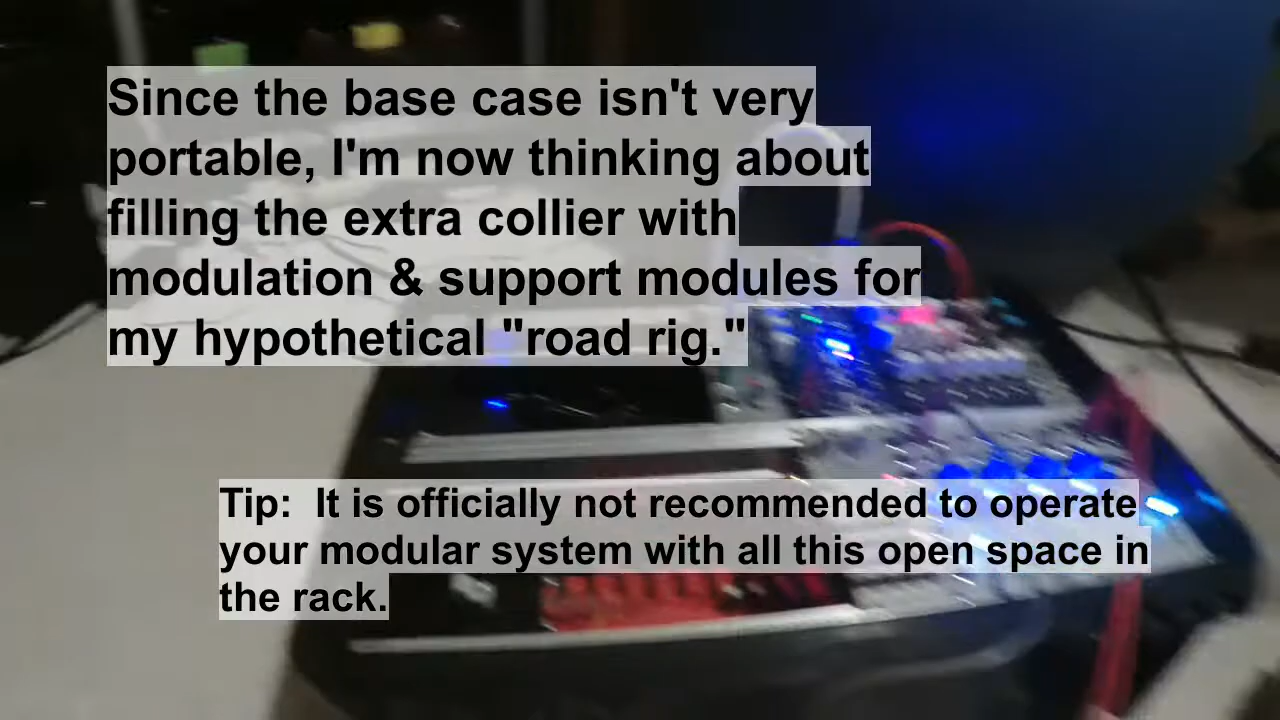 Since the base case isn't very
portable, I'm now thinking about
filling the extra collier with
modulation & support modules for
my hypothetical "road rig."
Tip:  It is officially not recommended to operate
your modular system with all this open space in
the rack.